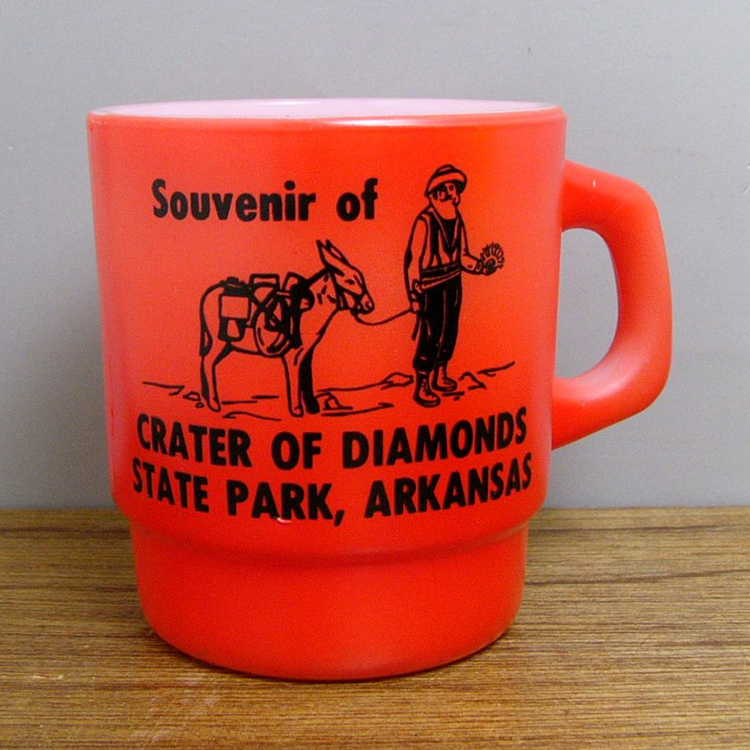 Souvenir of
CRATER OF DIAMONDS
STATE PARK, ARKANSAS